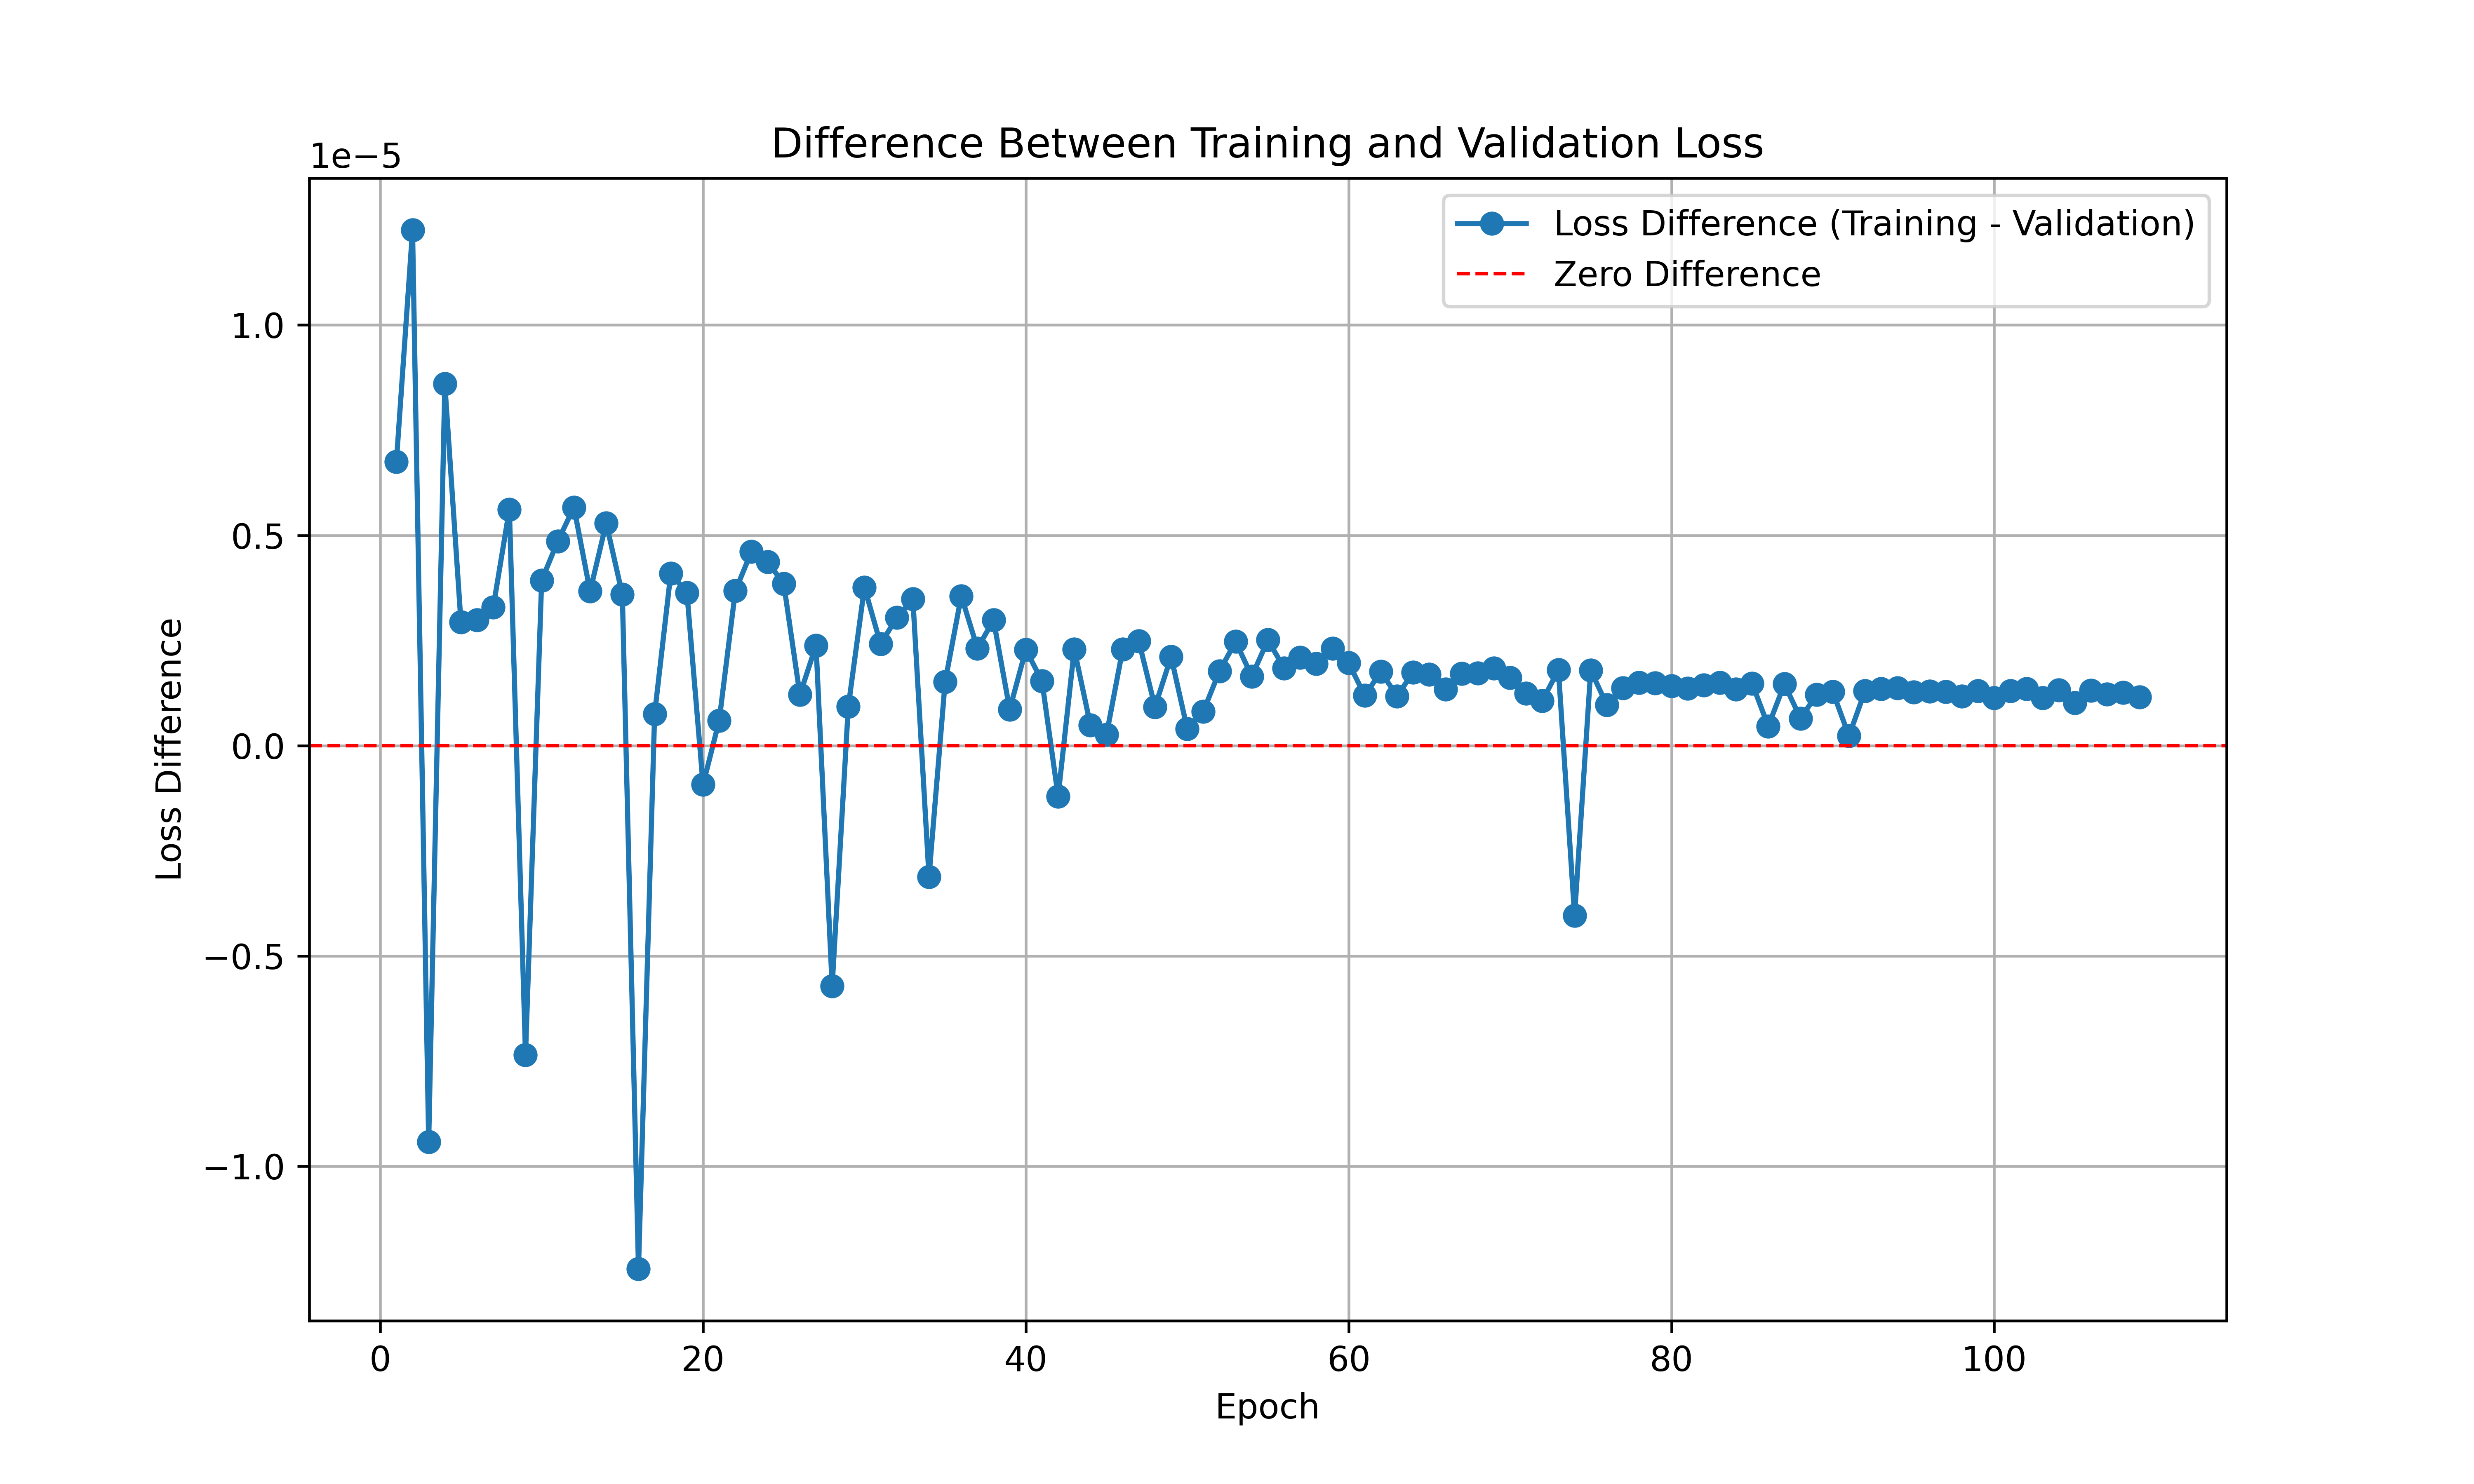 Difference Between Training and Validation Loss
1e−5
Loss Difference (Training - Validation)
Zero Difference
1.0
0.5
0.0
−0.5
−1.0
Loss Difference
0 20 40 60 80 100
Epoch